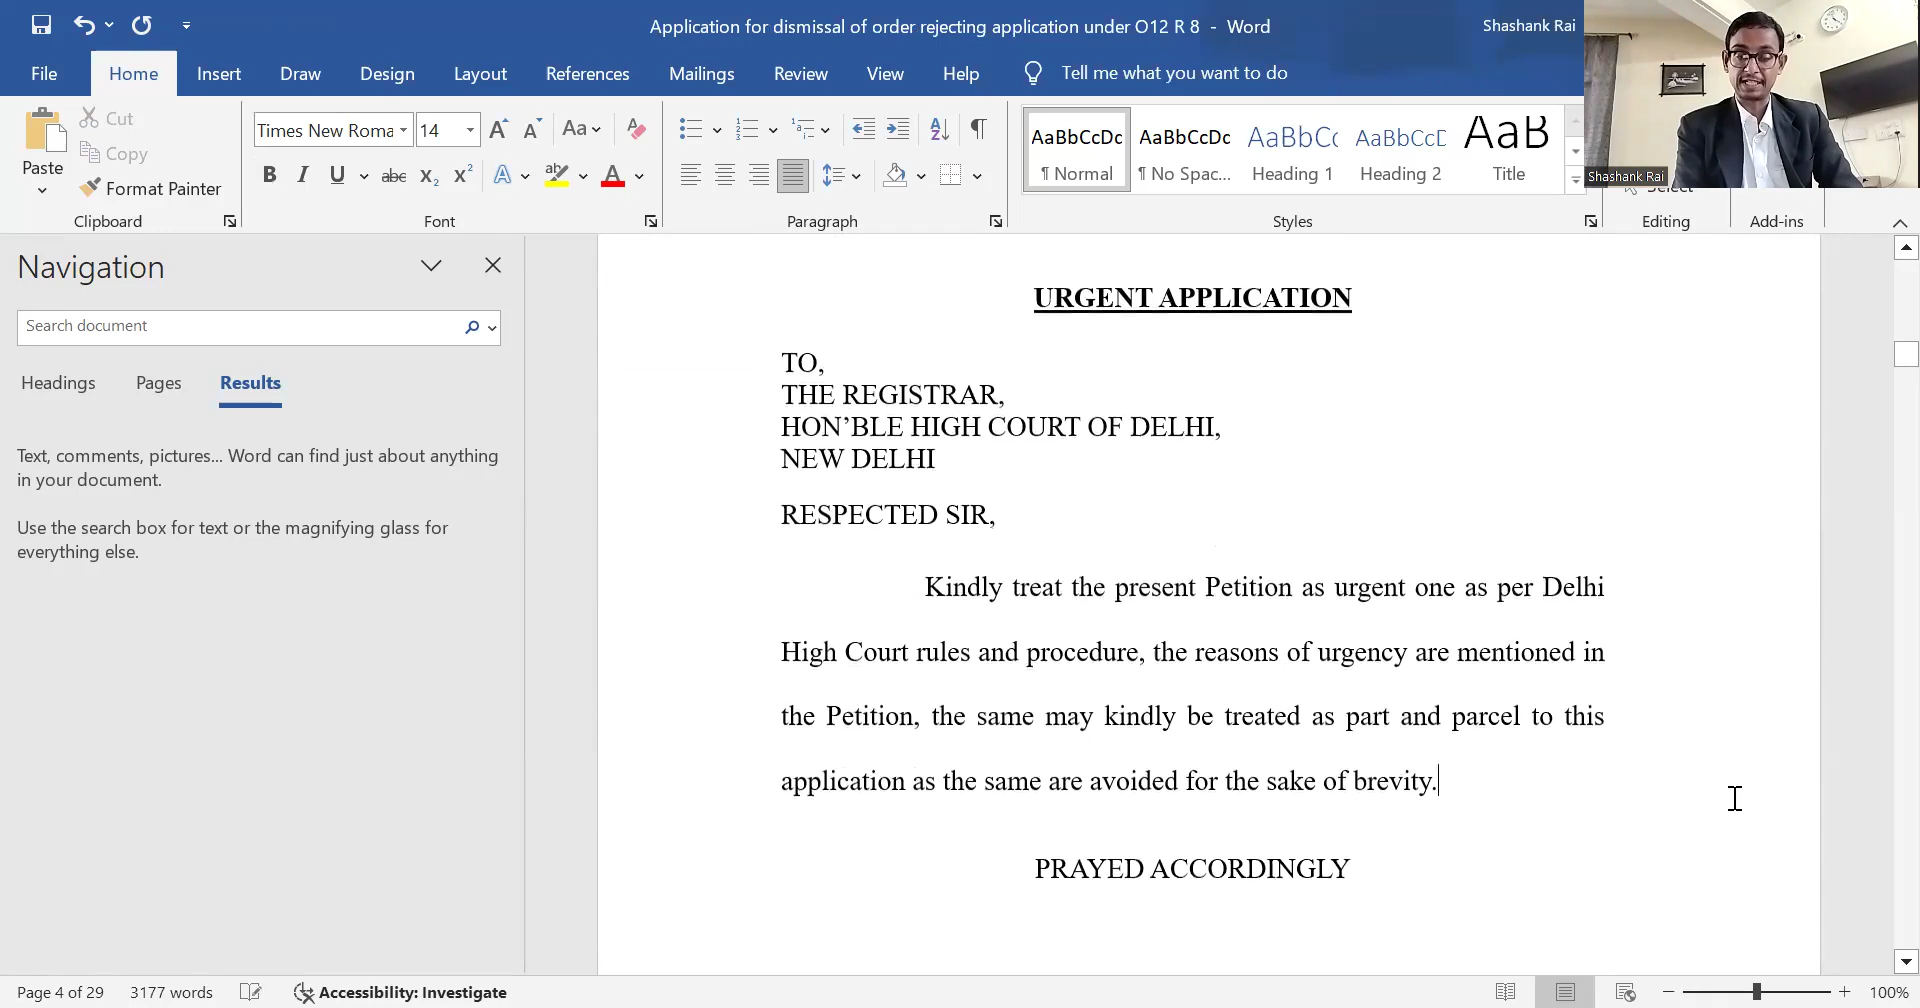 Application for dismissal of order rejecting application under O12 R 8 - Word
Shashank Rai
File
Home
Insert
Draw
Design
Layout
References
Mailings
Review
View
Help
Tell me what you want to do
Paste
Cut
Copy
Format Painter
Clipboard
Times New Roma
14
Font
Paragraph
AaBbCcDc
¶ Normal
AaBbCcDc
¶ No Spac...
AaBbCc
Heading 1
AaBbCcD
Heading 2
AaB
Title
Styles
Select
Editing
Add-ins
Shashank Rai
Navigation
Search document
Headings
Pages
Results
Text, comments, pictures... Word can find just about anything
in your document.
Use the search box for text or the magnifying glass for
everything else.
URGENT APPLICATION
TO,
THE REGISTRAR,
HON’BLE HIGH COURT OF DELHI,
NEW DELHI
RESPECTED SIR,
Kindly treat the present Petition as urgent one as per Delhi
High Court rules and procedure, the reasons of urgency are mentioned in
the Petition, the same may kindly be treated as part and parcel to this
application as the same are avoided for the sake of brevity.
PRAYED ACCORDINGLY
Page 4 of 29
3177 words
Accessibility: Investigate
100%